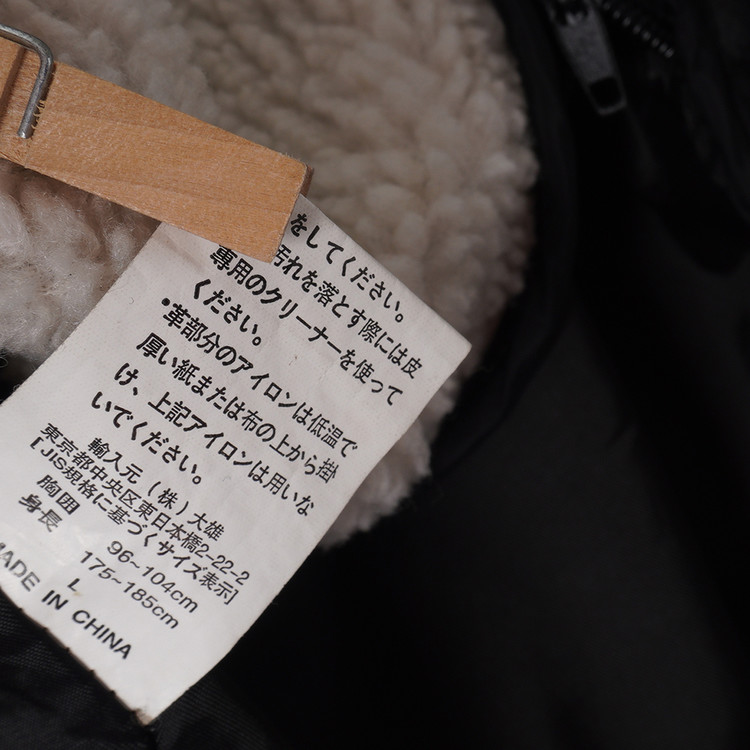 をしてください。
汚れを落とす際には皮
専用のクリーナーを使って
ください。
•革部分のアイロンは低温で
厚い紙または布の上から掛
け、上記アイロンは用いな
いでください。
輸入元(株)大雄
東京都中央区東日本橋2-22-2
[JIS規格に基づくサイズ表示]
胸囲 96~104cm
身長 175~185cm
L
MADE IN CHINA